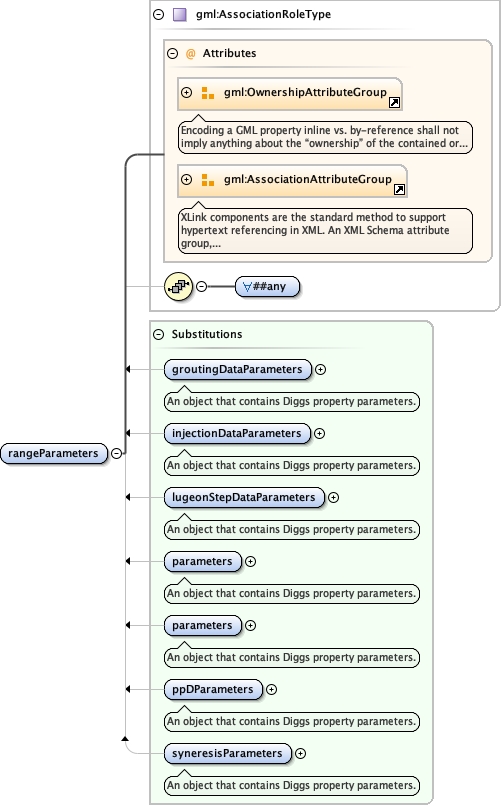 gml:AssociationRoleType
@ Attributes
gml:OwnershipAttributeGroup
Encoding a GML property inline vs. by-reference shall not
imply anything about the “ownership” of the contained or...
gml:AssociationAttributeGroup
XLink components are the standard method to support
hypertext referencing in XML. An XML Schema attribute
group,...
∀##any
Substitutions
groutingDataParameters
An object that contains Diggs property parameters.
injectionDataParameters
An object that contains Diggs property parameters.
rangeParameters
lugeonStepDataParameters
An object that contains Diggs property parameters.
parameters
An object that contains Diggs property parameters.
parameters
An object that contains Diggs property parameters.
ppDParameters
An object that contains Diggs property parameters.
syneresisParameters
An object that contains Diggs property parameters.